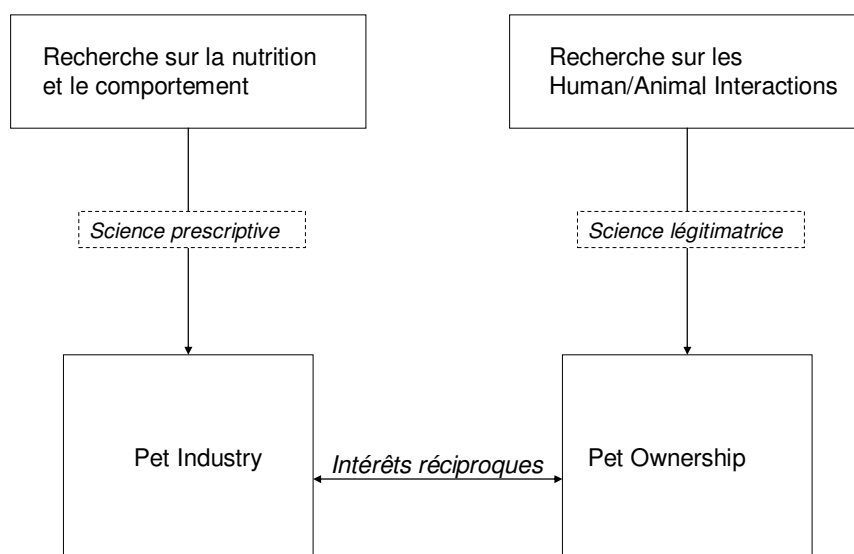 Recherche sur la nutrition
et le comportement
Recherche sur les
Human/Animal Interactions
Science prescriptive
Science légitimatrice
Pet Industry
Intérêts réciproques
Pet Ownership